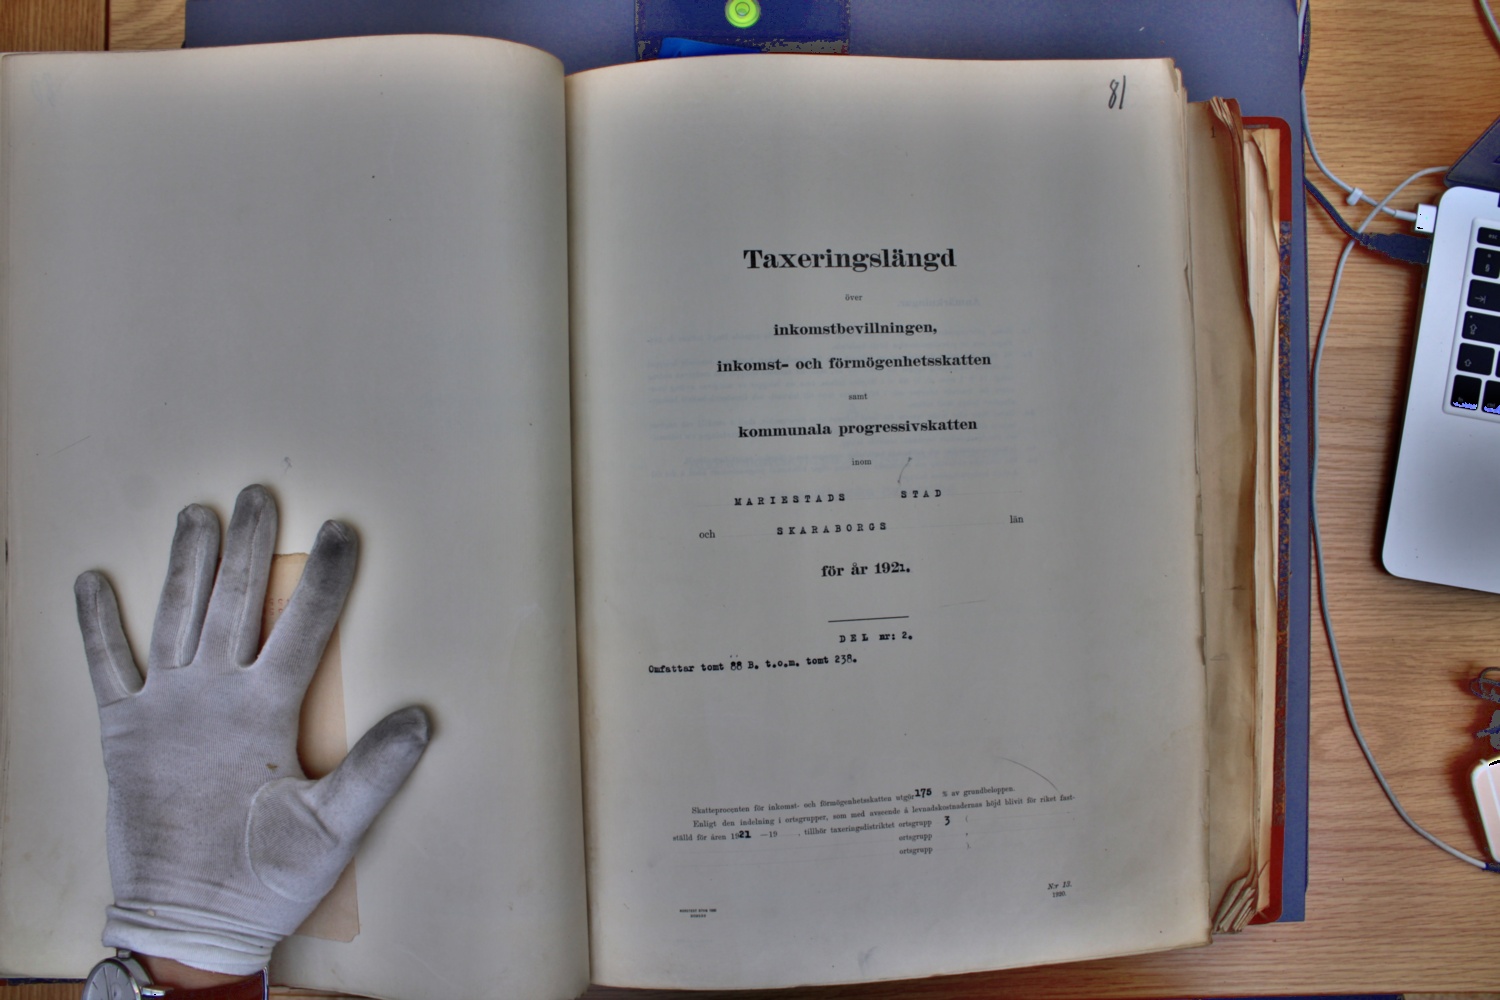 81
Taxeringslängd
över
inkomstbevillningen,
inkomst- och förmögenhetsskatten
samt
kommunala progressivskatten
inom
MARIESTADS STAD
och SKARABORGS län
för år 1921.
DEL nr: 2.
Omfattar tomt 88 B. t.o.m. tomt 238.
Skatteprocenten för inkomst- och förmögenhetsskatten utgör 175 % av grundbeloppen.
Enligt den indelning i ortsgrupper, som med avseende å levnadskostnadernas höjd blivit för riket fast-
ställd för åren 1921 —19 , tillhör taxeringsdistriktet ortsgrupp 3
ortsgrupp
ortsgrupp
N:r 13.
1920.